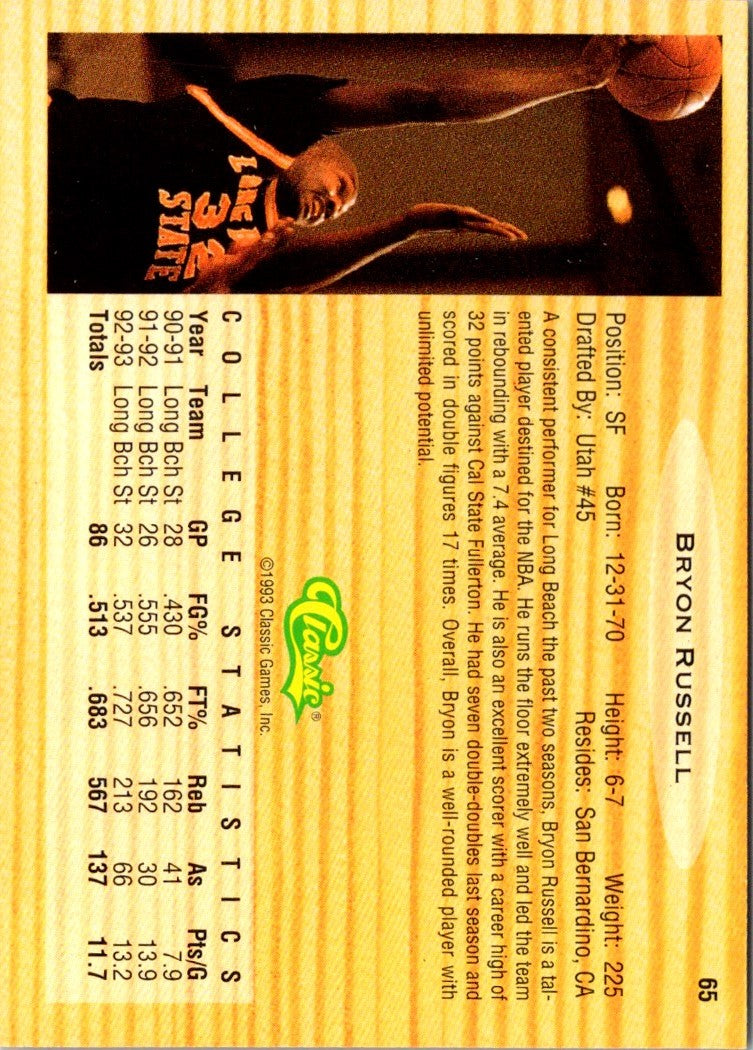 65
BRYON RUSSELL
Position: SF Born: 12-31-70 Height: 6-7 Weight: 225
Drafted By: Utah #45 Resides: San Bernardino, CA
A consistent performer for Long Beach the past two seasons, Bryon Russell is a tal-
ented player destined for the NBA. He runs the floor extremely well and led the team
in rebounding with a 7.4 average. He is also an excellent scorer with a career high of
32 points against Cal State Fullerton. He had seven double-doubles last season and
scored in double figures 17 times. Overall, Bryon is a well-rounded player with
unlimited potential.
Classic®
©1993 Classic Games, Inc.
COLLEGE STATISTICS
Year Team GP FG% FT% Reb As Pts/G
90-91 Long Bch St 28 .430 .652 162 41 7.9
91-92 Long Bch St 26 .555 .656 192 30 13.9
92-93 Long Bch St 32 .537 .727 213 66 13.2
Totals 86 .513 .683 567 137 11.7
32
STATE